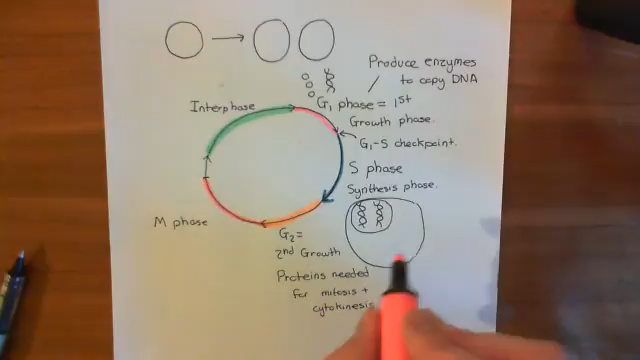 Produce enzymes
to copy DNA
Interphase
G1 phase = 1st
Growth phase.
G1-S checkpoint.
S phase
Synthesis phase.
M phase
G2 =
2nd Growth
Proteins needed
for mitosis +
cytokinesis